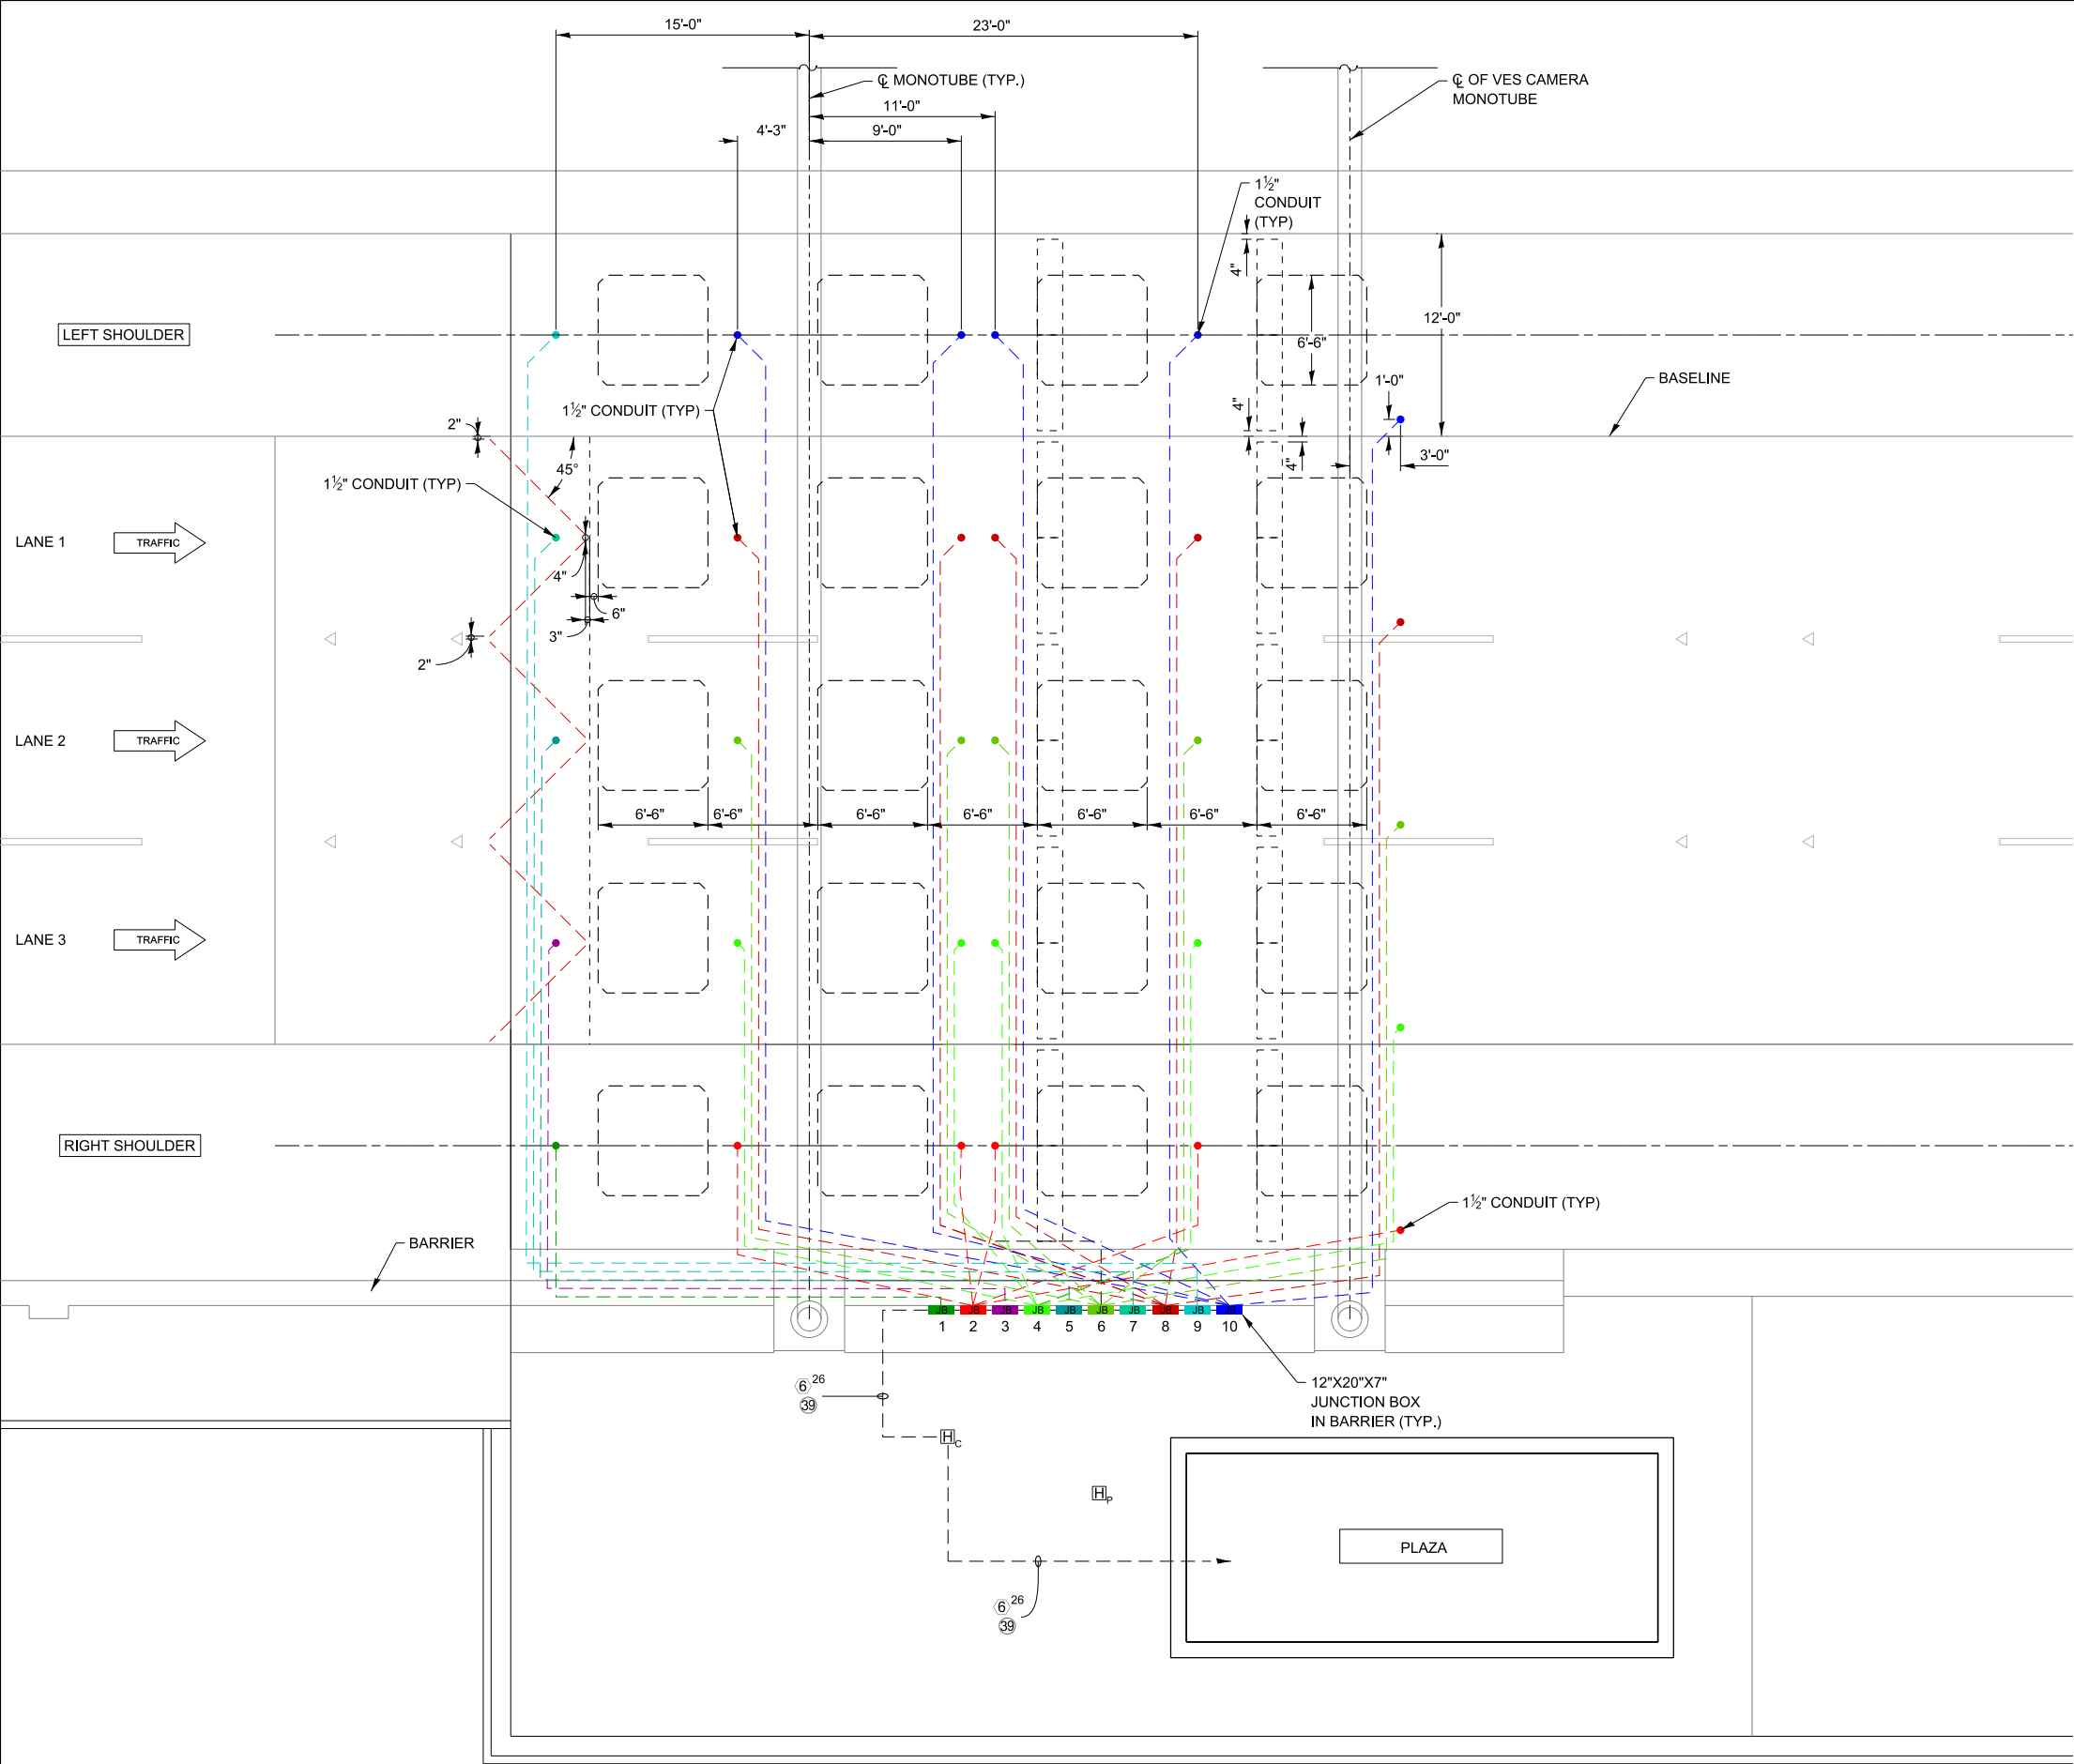 15'-0"
23'-0"
℄ MONOTUBE (TYP.)
℄ OF VES CAMERA
MONOTUBE
11'-0"
4'-3"
9'-0"
1½"
CONDUIT
(TYP)
4"
12'-0"
LEFT SHOULDER
6'-6"
1'-0"
BASELINE
4"
1½" CONDUIT (TYP)
2"
45°
4"
3'-0"
1½" CONDUIT (TYP)
LANE 1
TRAFFIC
4"
6"
3"
2"
LANE 2
TRAFFIC
6'-6"
6'-6"
6'-6"
6'-6"
6'-6"
6'-6"
6'-6"
LANE 3
TRAFFIC
RIGHT SHOULDER
1½" CONDUIT (TYP)
BARRIER
JB JB JB JB JB JB JB JB JB JB
1 2 3 4 5 6 7 8 9 10
6 26
39
12"X20"X7"
JUNCTION BOX
IN BARRIER (TYP.)
H C
H P
PLAZA
6 26
39